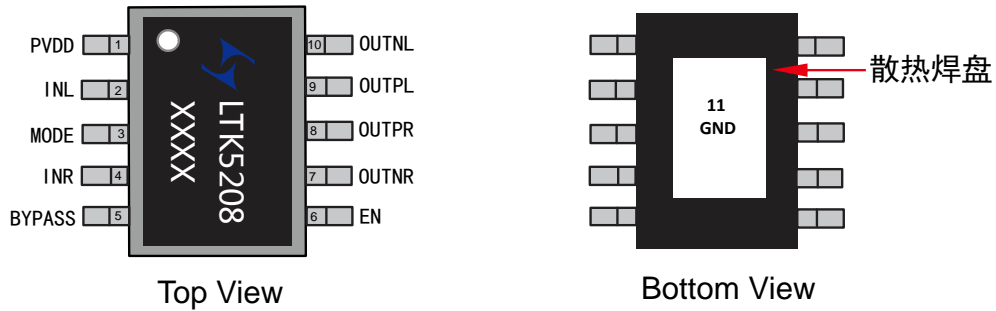 PVDD 1 10 OUTNL
INL 2 9 OUTPL
MODE 3 8 OUTPR
INR 4 7 OUTNR
BYPASS 5 6 EN
LTK5208
XXXX
Top View
散热焊盘
11
GND
Bottom View